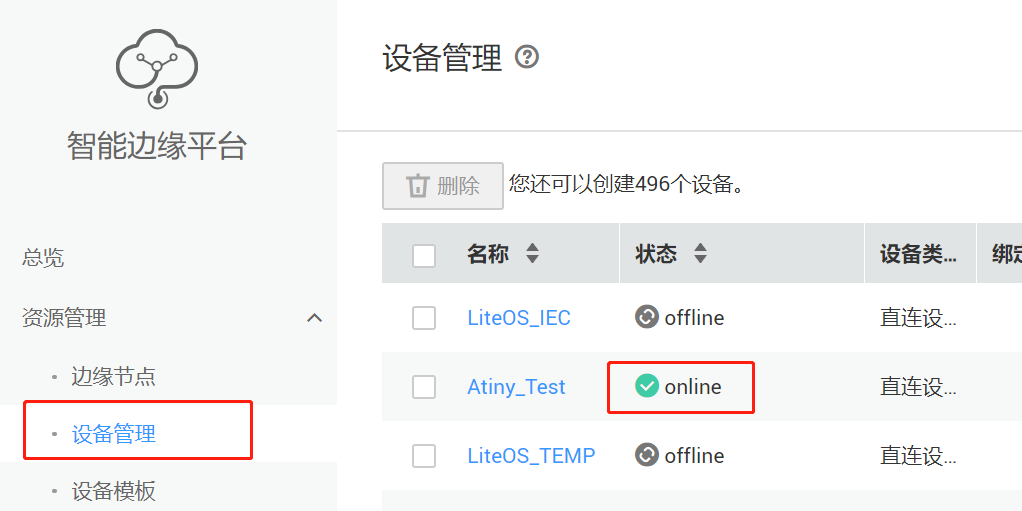 智能边缘平台
总览
资源管理
边缘节点
设备管理
设备模板
设备管理 ?
删除 您还可以创建496个设备。
名称 状态 设备类... 绑定
LiteOS_IEC offline 直连设...
Atiny_Test online 直连设...
LiteOS_TEMP offline 直连设...